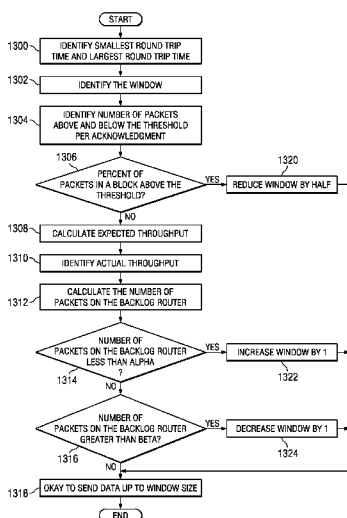 START
1300
IDENTIFY SMALLEST ROUND TRIP
TIME AND LARGEST ROUND TRIP TIME
1302
IDENTIFY THE WINDOW
1304
IDENTIFY NUMBER OF PACKETS
ABOVE AND BELOW THE THRESHOLD
PER ACKNOWLEDGMENT
1306
PERCENT OF
PACKETS IN A BLOCK ABOVE THE
THRESHOLD?
YES
1320
REDUCE WINDOW BY HALF
NO
1308
CALCULATE EXPECTED THROUGHPUT
1310
IDENTIFY ACTUAL THROUGHPUT
1312
CALCULATE THE NUMBER OF
PACKETS ON THE BACKLOG ROUTER
NUMBER OF
PACKETS ON THE BACKLOG ROUTER
LESS THAN ALPHA
?
1314
YES
INCREASE WINDOW BY 1
1322
NO
NUMBER OF
PACKETS ON THE BACKLOG ROUTER
GREATER THAN BETA?
1316
YES
DECREASE WINDOW BY 1
1324
NO
1318
OKAY TO SEND DATA UP TO WINDOW SIZE
END